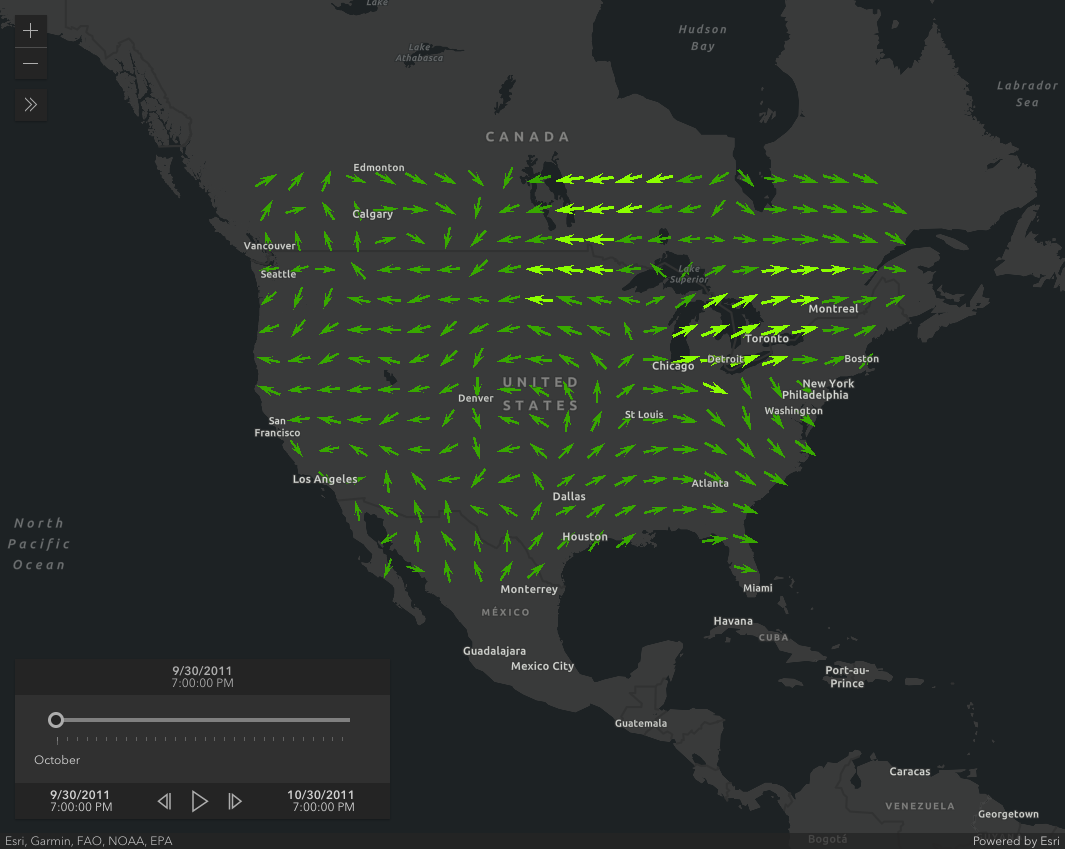 Lake
Hudson
Bay
Lake
Athabasca
Labrador
Sea
CANADA
Edmonton
Calgary
Vancouver
Seattle
Lake
Superior
Montreal
Toronto
Chicago
Detroit
Boston
UNITED
STATES
New York
Philadelphia
Denver
St Louis
Washington
San
Francisco
Los Angeles
Atlanta
Dallas
North
Pacific
Ocean
Houston
Monterrey
Miami
MÉXICO
Havana
CUBA
Guadalajara
Mexico City
Port-au-
Prince
Guatemala
Caracas
VENEZUELA
Georgetown
Bogotá
9/30/2011
7:00:00 PM
October
9/30/2011
7:00:00 PM
10/30/2011
7:00:00 PM
Esri, Garmin, FAO, NOAA, EPA
Powered by Esri